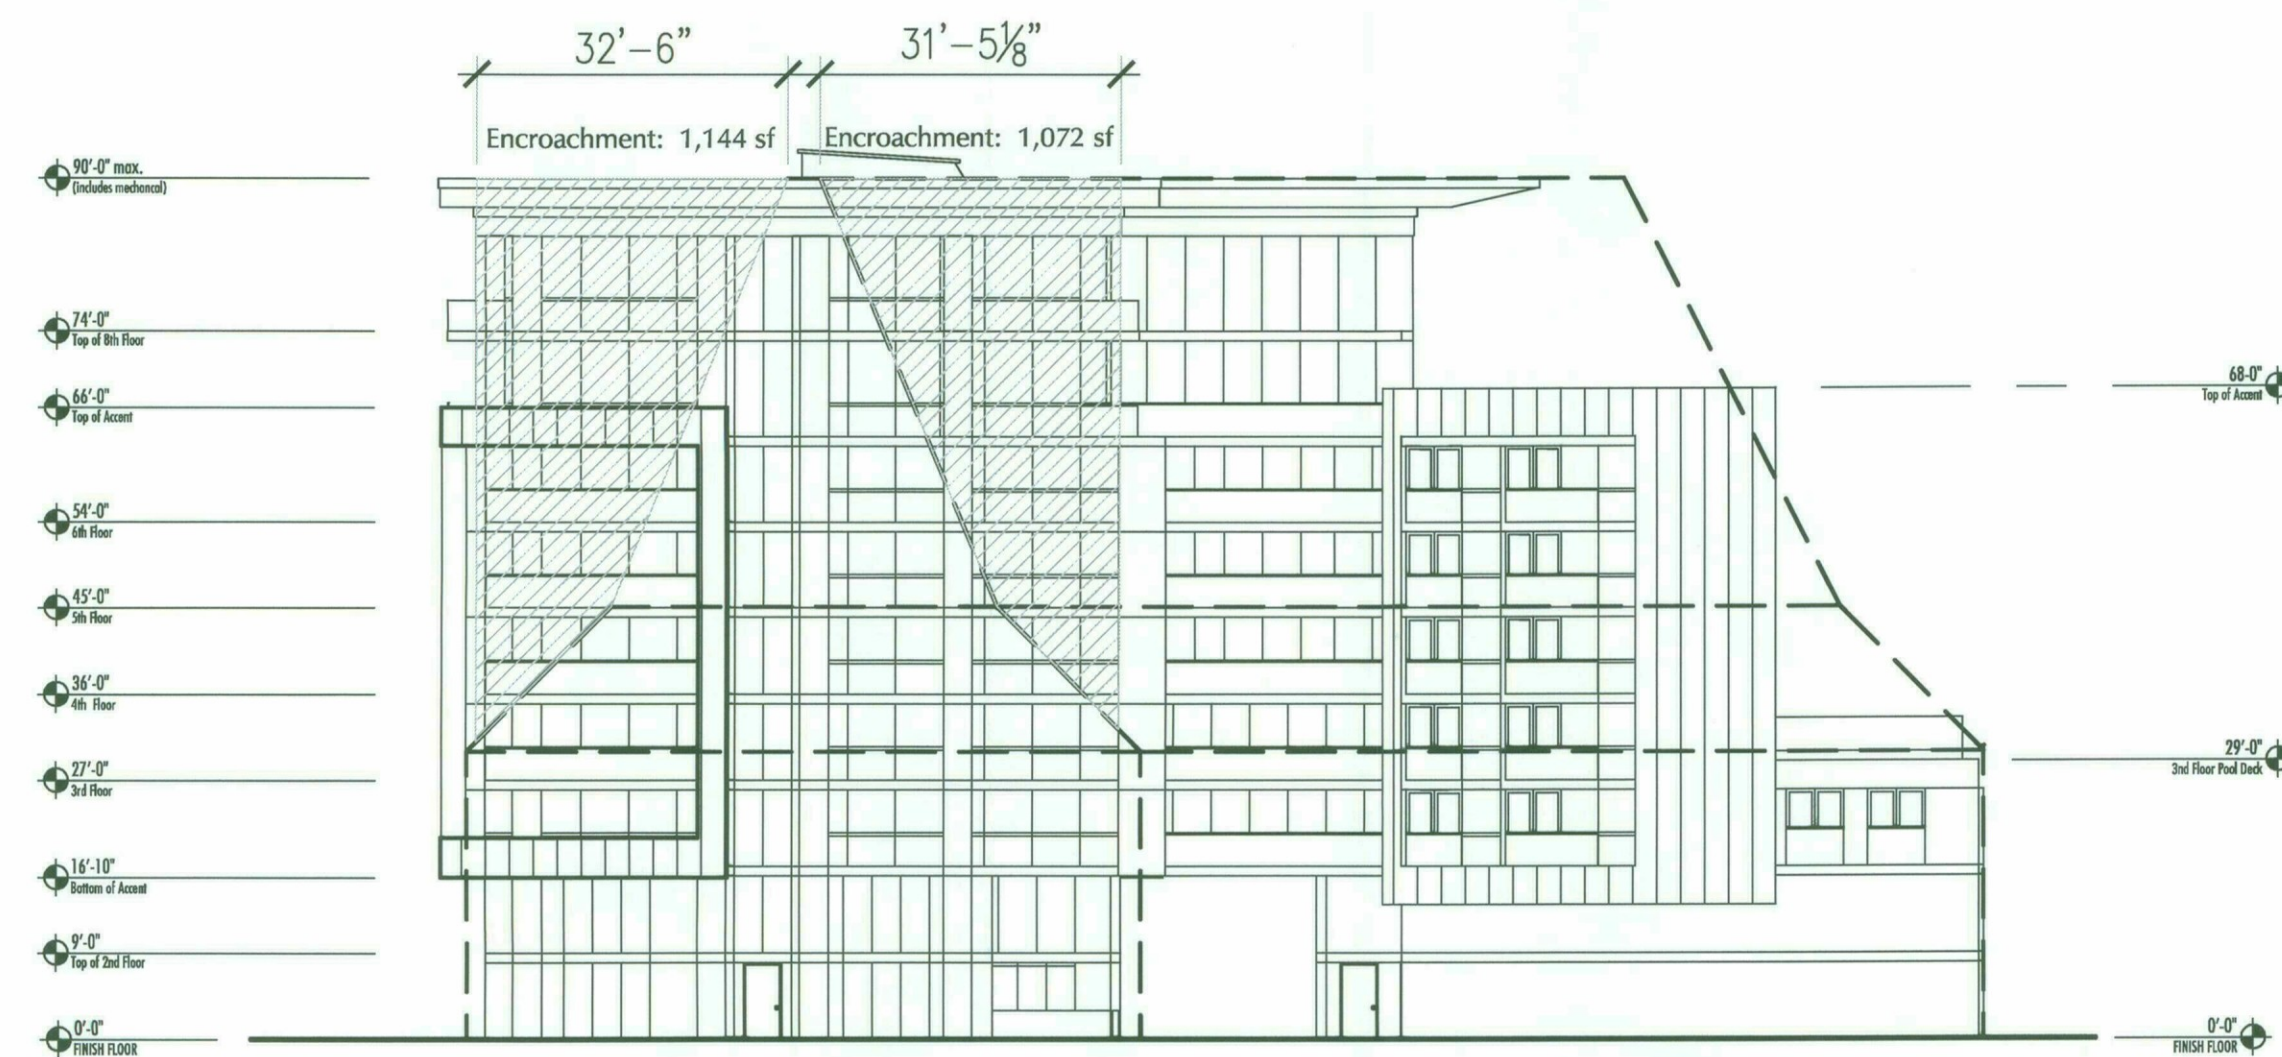 32'-6"
31'-5⅛"
Encroachment: 1,144 sf
Encroachment: 1,072 sf
90'-0" max.
(includes mechancal)
74'-0"
Top of 8th Floor
66'-0"
Top of Accent
54'-0"
6th Floor
45'-0"
5th Floor
36'-0"
4th Floor
27'-0"
3rd Floor
16'-10"
Bottom of Accent
9'-0"
Top of 2nd Floor
0'-0"
FINISH FLOOR
68-0"
Top of Accent
29'-0"
3nd Floor Pool Deck
0'-0"
FINISH FLOOR